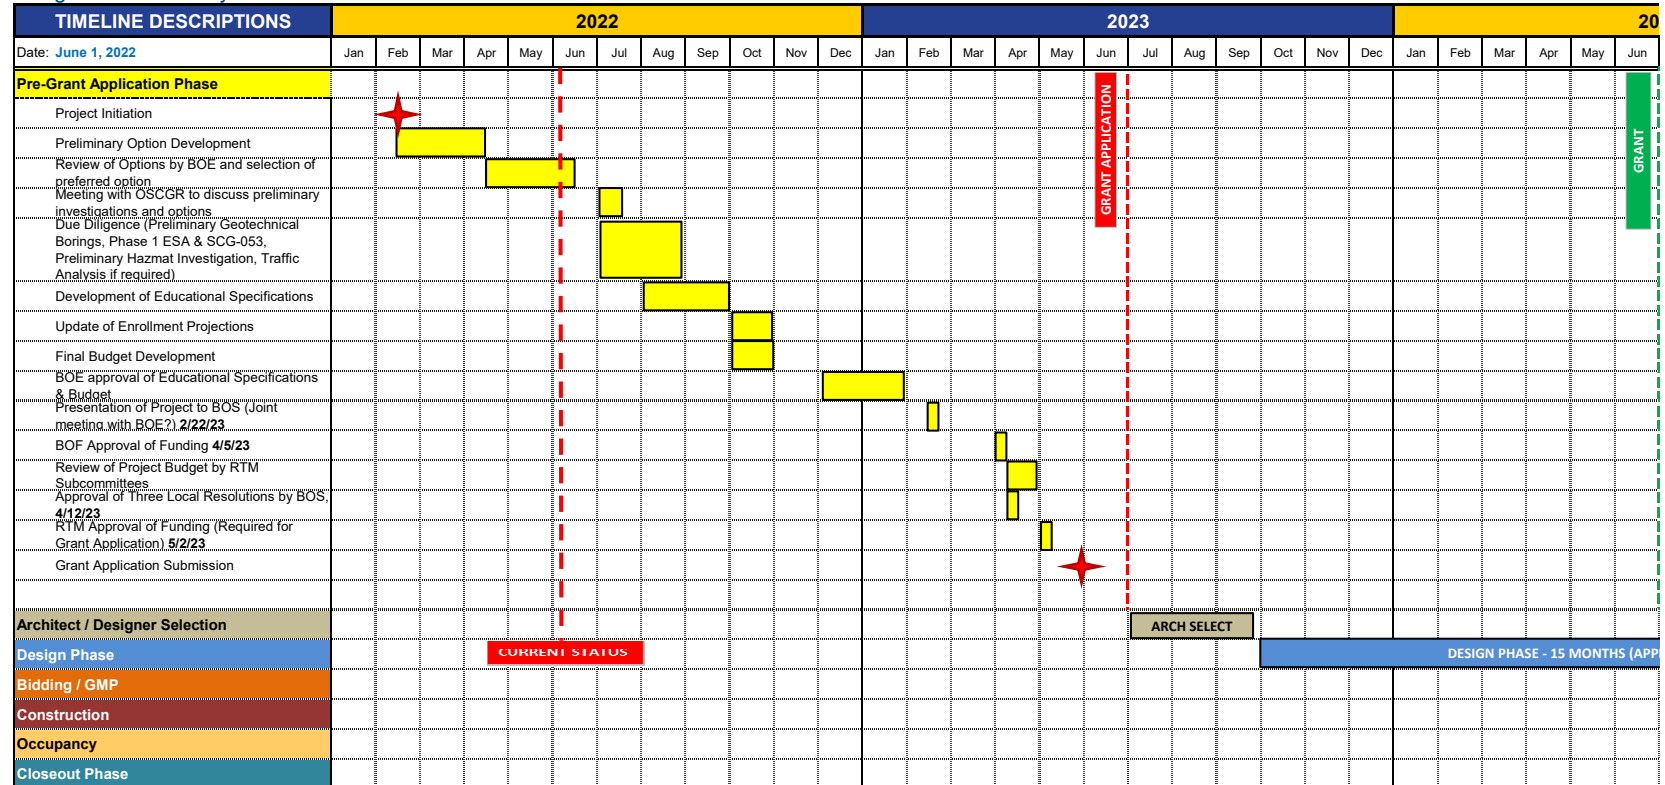 TIMELINE DESCRIPTIONS 2022 2023 20
Date: June 1, 2022 Jan Feb Mar Apr May Jun Jul Aug Sep Oct Nov Dec Jan Feb Mar Apr May Jun Jul Aug Sep Oct Nov Dec Jan Feb Mar Apr May Jun
Pre-Grant Application Phase
GRANT APPLICATION
GRANT
Project Initiation
Preliminary Option Development
Review of Options by BOE and selection of
preferred option
Meeting with OSCGR to discuss preliminary
investigations and options
Due Diligence (Preliminary Geotechnical
Borings, Phase 1 ESA & SCG-053,
Preliminary Hazmat Investigation, Traffic
Analysis if required)
Development of Educational Specifications
Update of Enrollment Projections
Final Budget Development
BOE approval of Educational Specifications
& Budget
Presentation of Project to BOS (Joint
meeting with BOE?) 2/22/23
BOF Approval of Funding 4/5/23
Review of Project Budget by RTM
Subcommittees
Approval of Three Local Resolutions by BOS,
4/12/23
RTM Approval of Funding (Required for
Grant Application) 5/2/23
Grant Application Submission
Architect / Designer Selection ARCH SELECT
Design Phase CURRENT STATUS DESIGN PHASE - 15 MONTHS (APP
Bidding / GMP
Construction
Occupancy
Closeout Phase